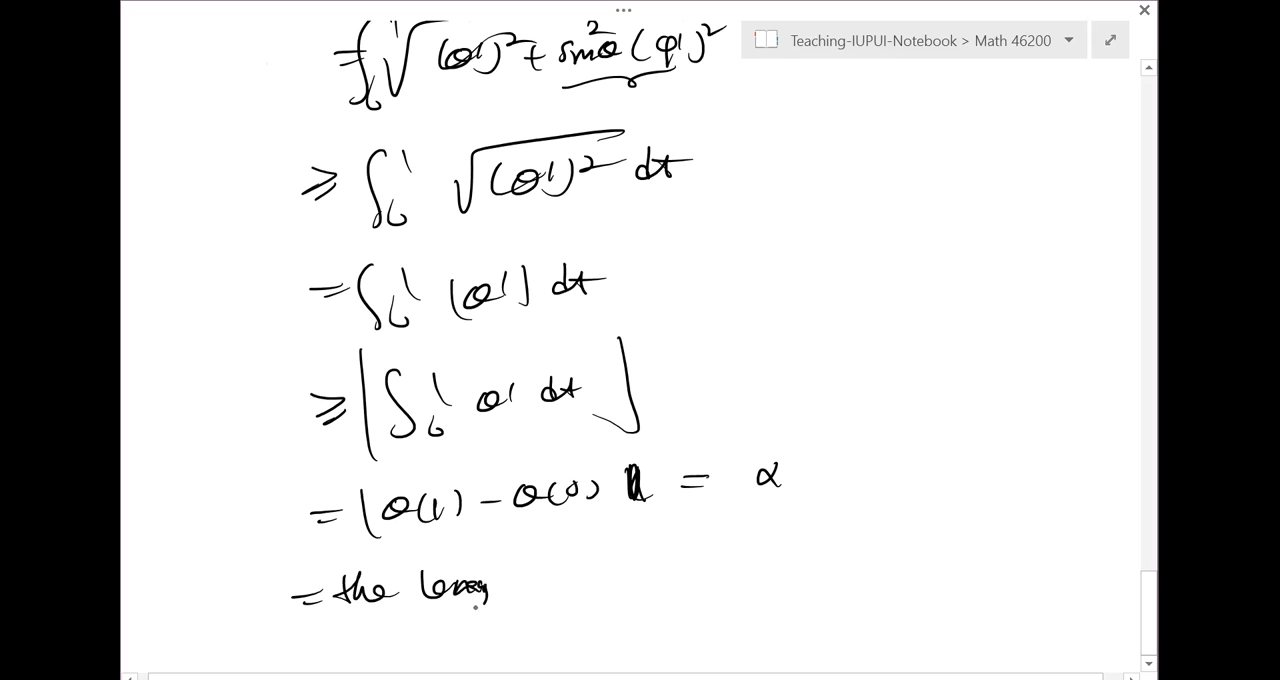 Teaching-IUPUI-Notebook > Math 46200
= ∫₀¹ √(θ')² + sin²θ (φ')²
≥ ∫₀¹ √(θ')² dt
= ∫₀¹ |θ'| dt
≥ |∫₀¹ θ' dt|
= |θ(1) - θ(0)| = α
= the leng